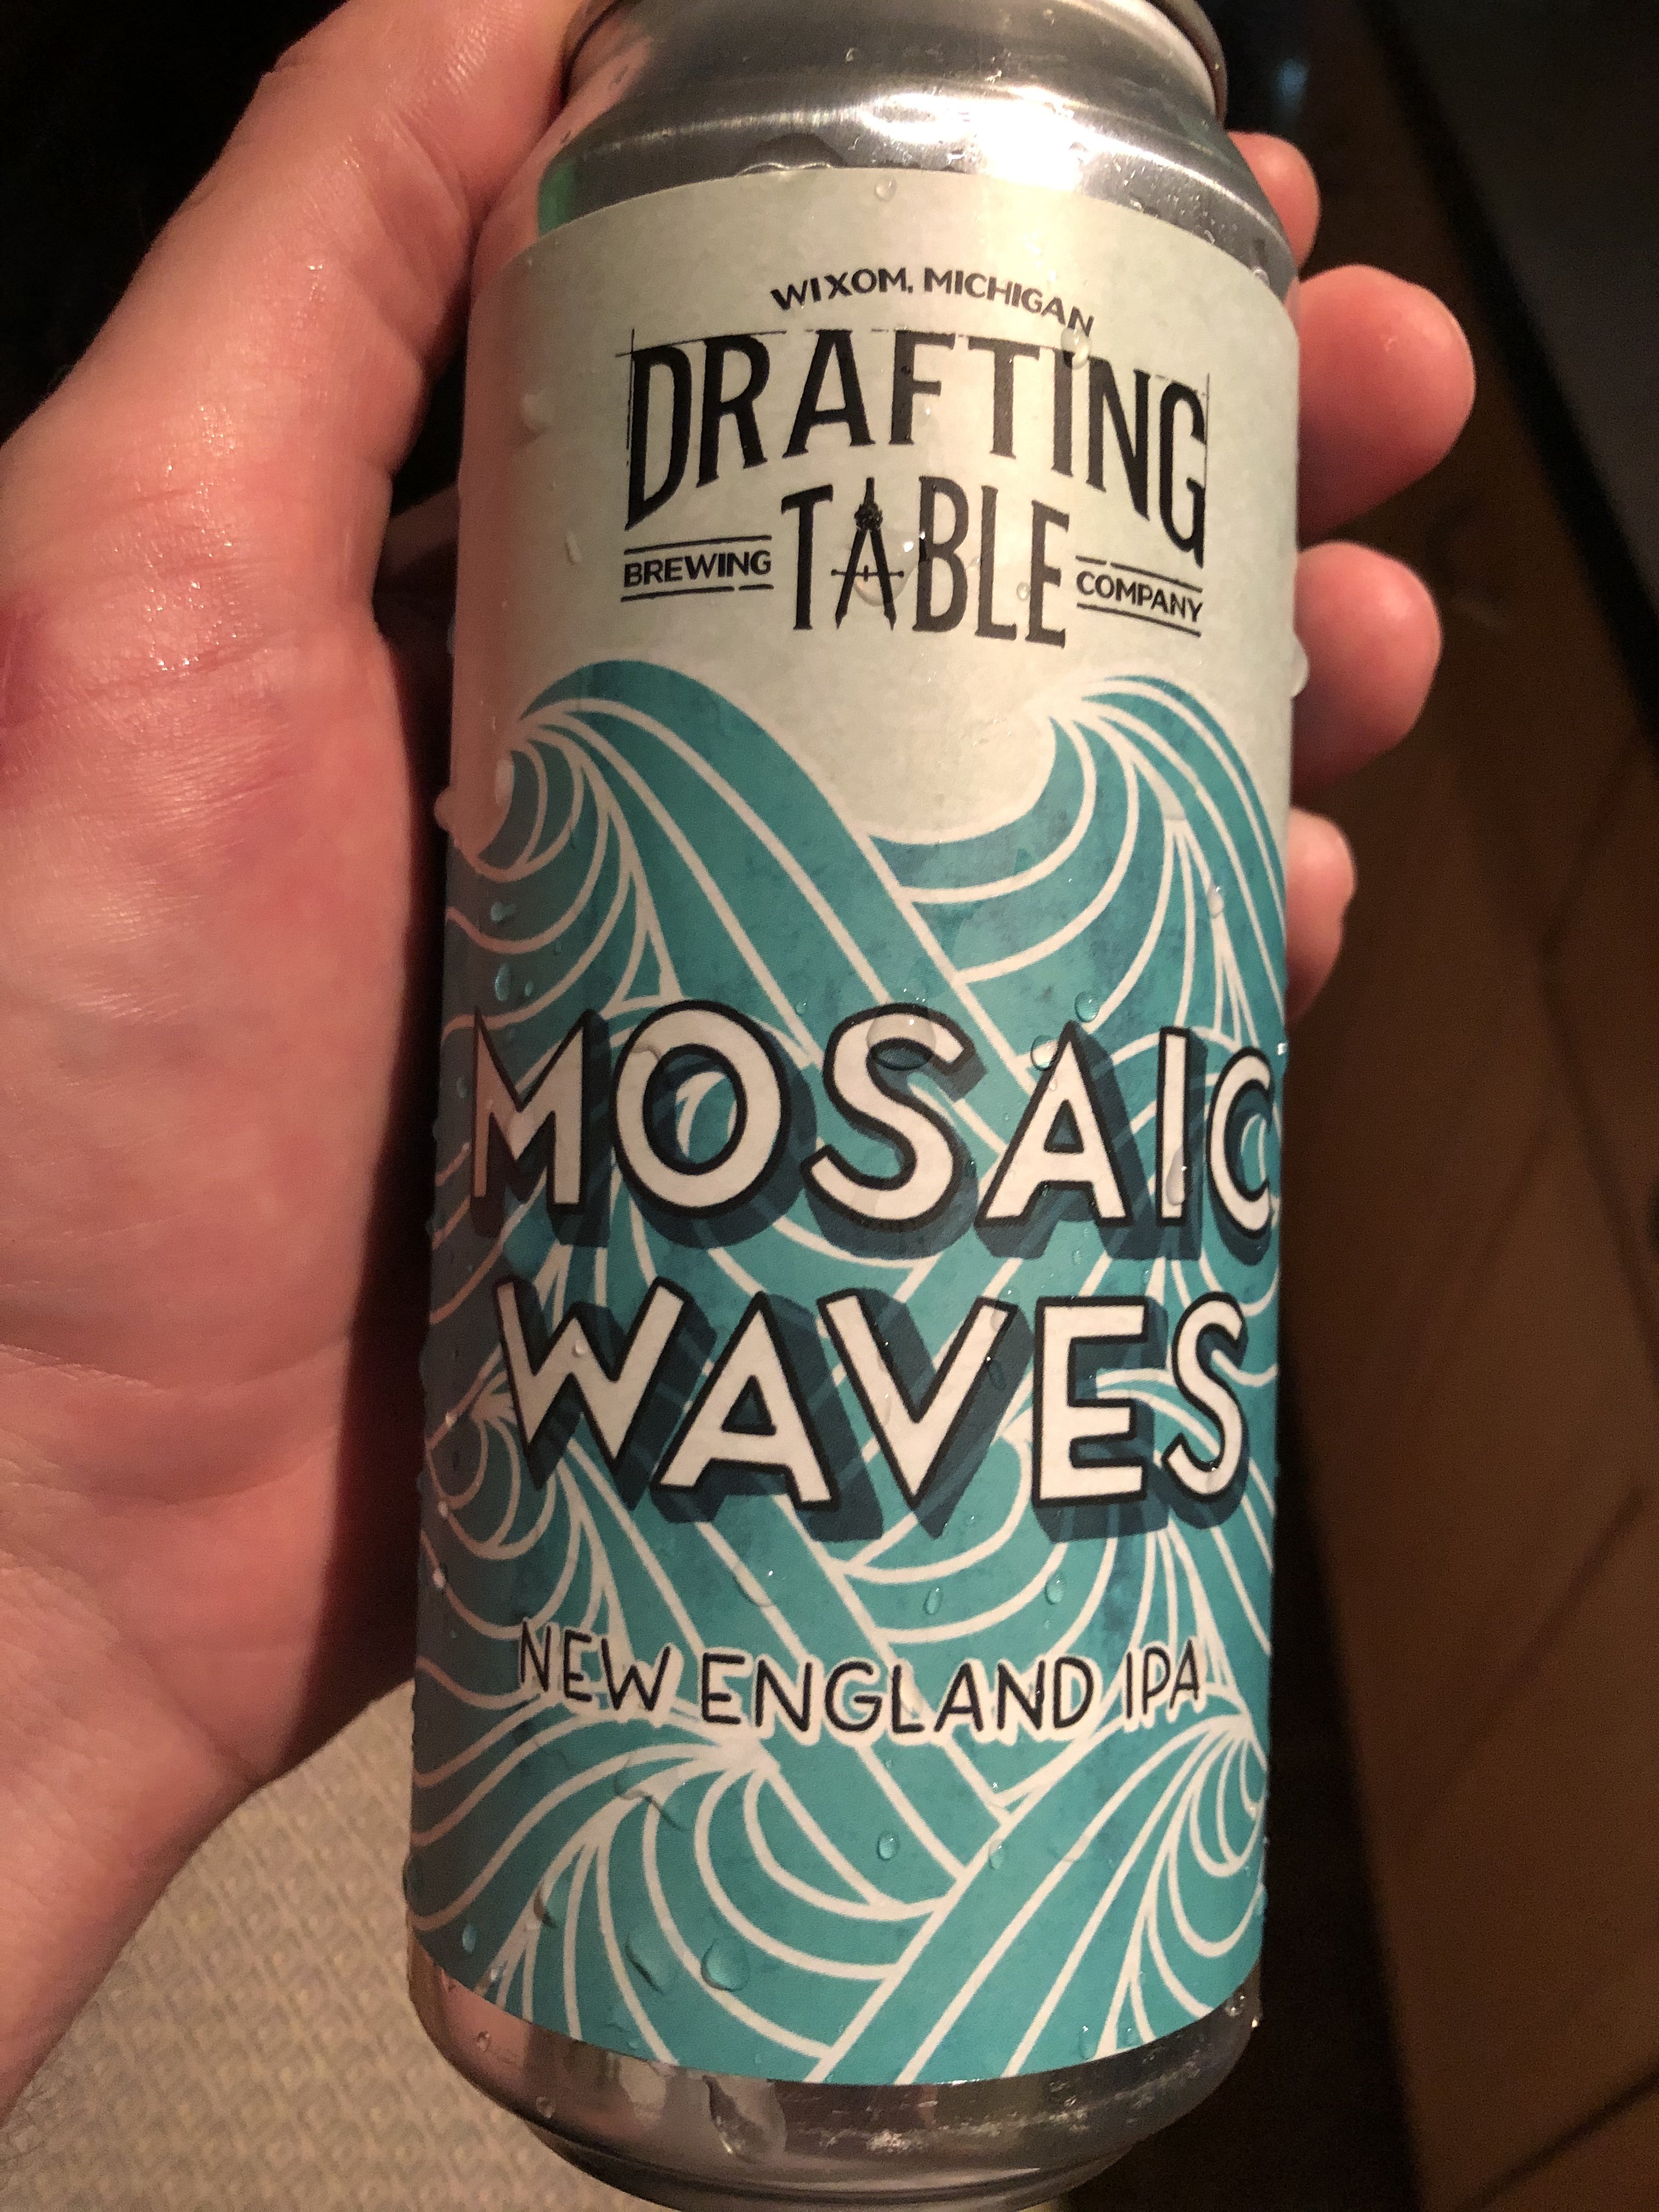 WIXOM, MICHIGAN
DRAFTING
BREWING TABLE COMPANY
MOSAIC
WAVES
NEW ENGLAND IPA